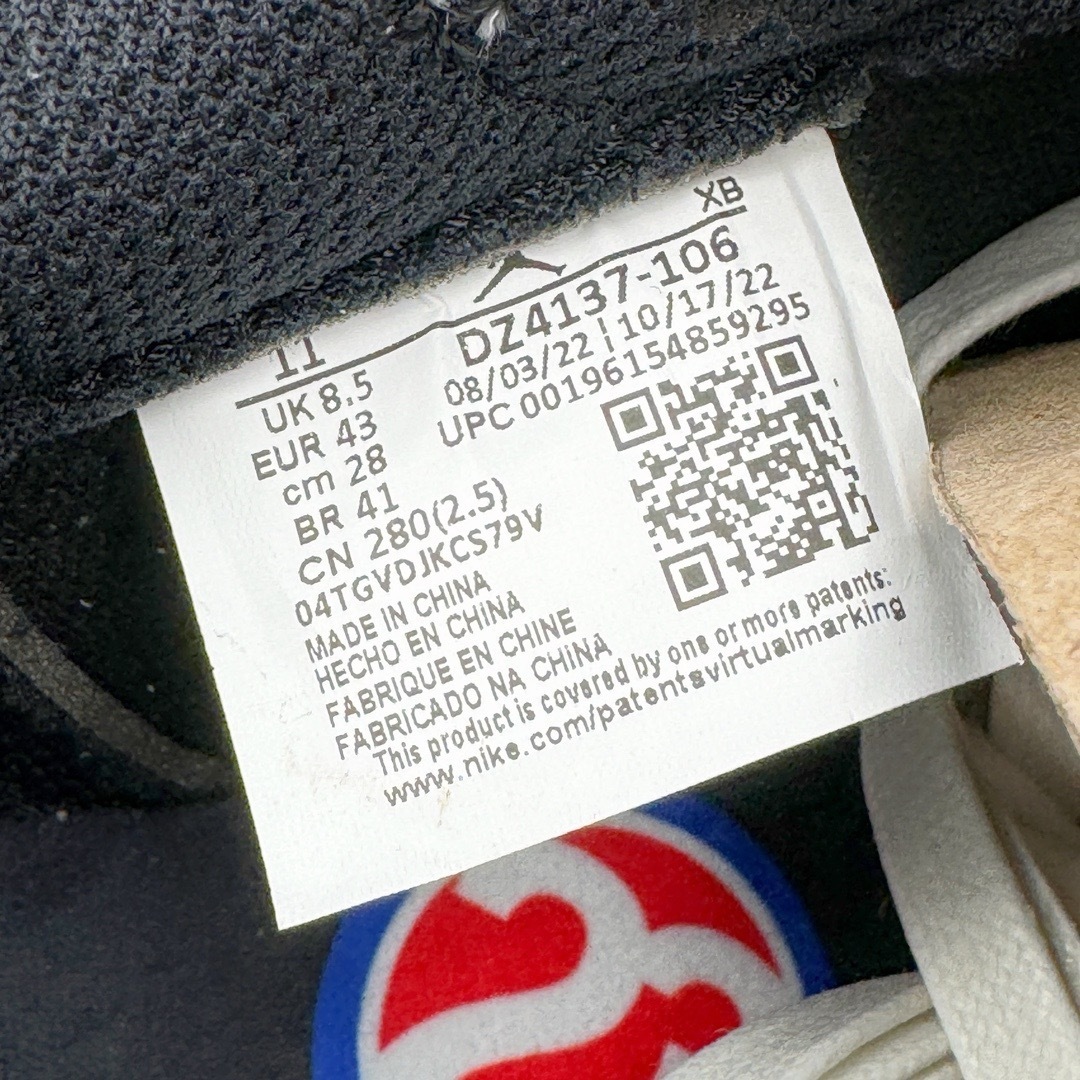 XB
11
DZ4137-106
08/03/22 | 10/17/22
UPC 00196154859295
UK 8.5
EUR 43
cm 28
BR 41
CN 280(2.5)
04TGVDJKCS79V
MADE IN CHINA
HECHO EN CHINA
FABRIQUE EN CHINE
FABRICADO NA CHINA
This product is covered by one or more patents:
www.nike.com/patentsvirtualmarking